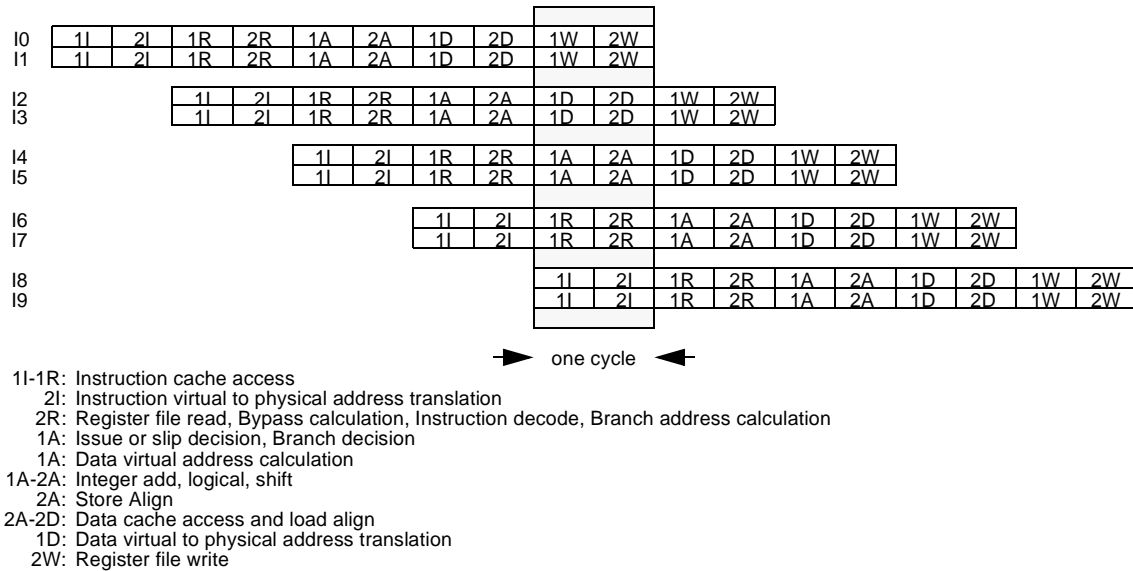 I0 1I 2I 1R 2R 1A 2A 1D 2D 1W 2W
I1 1I 2I 1R 2R 1A 2A 1D 2D 1W 2W
I2 1I 2I 1R 2R 1A 2A 1D 2D 1W 2W
I3 1I 2I 1R 2R 1A 2A 1D 2D 1W 2W
I4 1I 2I 1R 2R 1A 2A 1D 2D 1W 2W
I5 1I 2I 1R 2R 1A 2A 1D 2D 1W 2W
I6 1I 2I 1R 2R 1A 2A 1D 2D 1W 2W
I7 1I 2I 1R 2R 1A 2A 1D 2D 1W 2W
I8 1I 2I 1R 2R 1A 2A 1D 2D 1W 2W
I9 1I 2I 1R 2R 1A 2A 1D 2D 1W 2W
one cycle
1I-1R: Instruction cache access
2I: Instruction virtual to physical address translation
2R: Register file read, Bypass calculation, Instruction decode, Branch address calculation
1A: Issue or slip decision, Branch decision
1A: Data virtual address calculation
1A-2A: Integer add, logical, shift
2A: Store Align
2A-2D: Data cache access and load align
1D: Data virtual to physical address translation
2W: Register file write